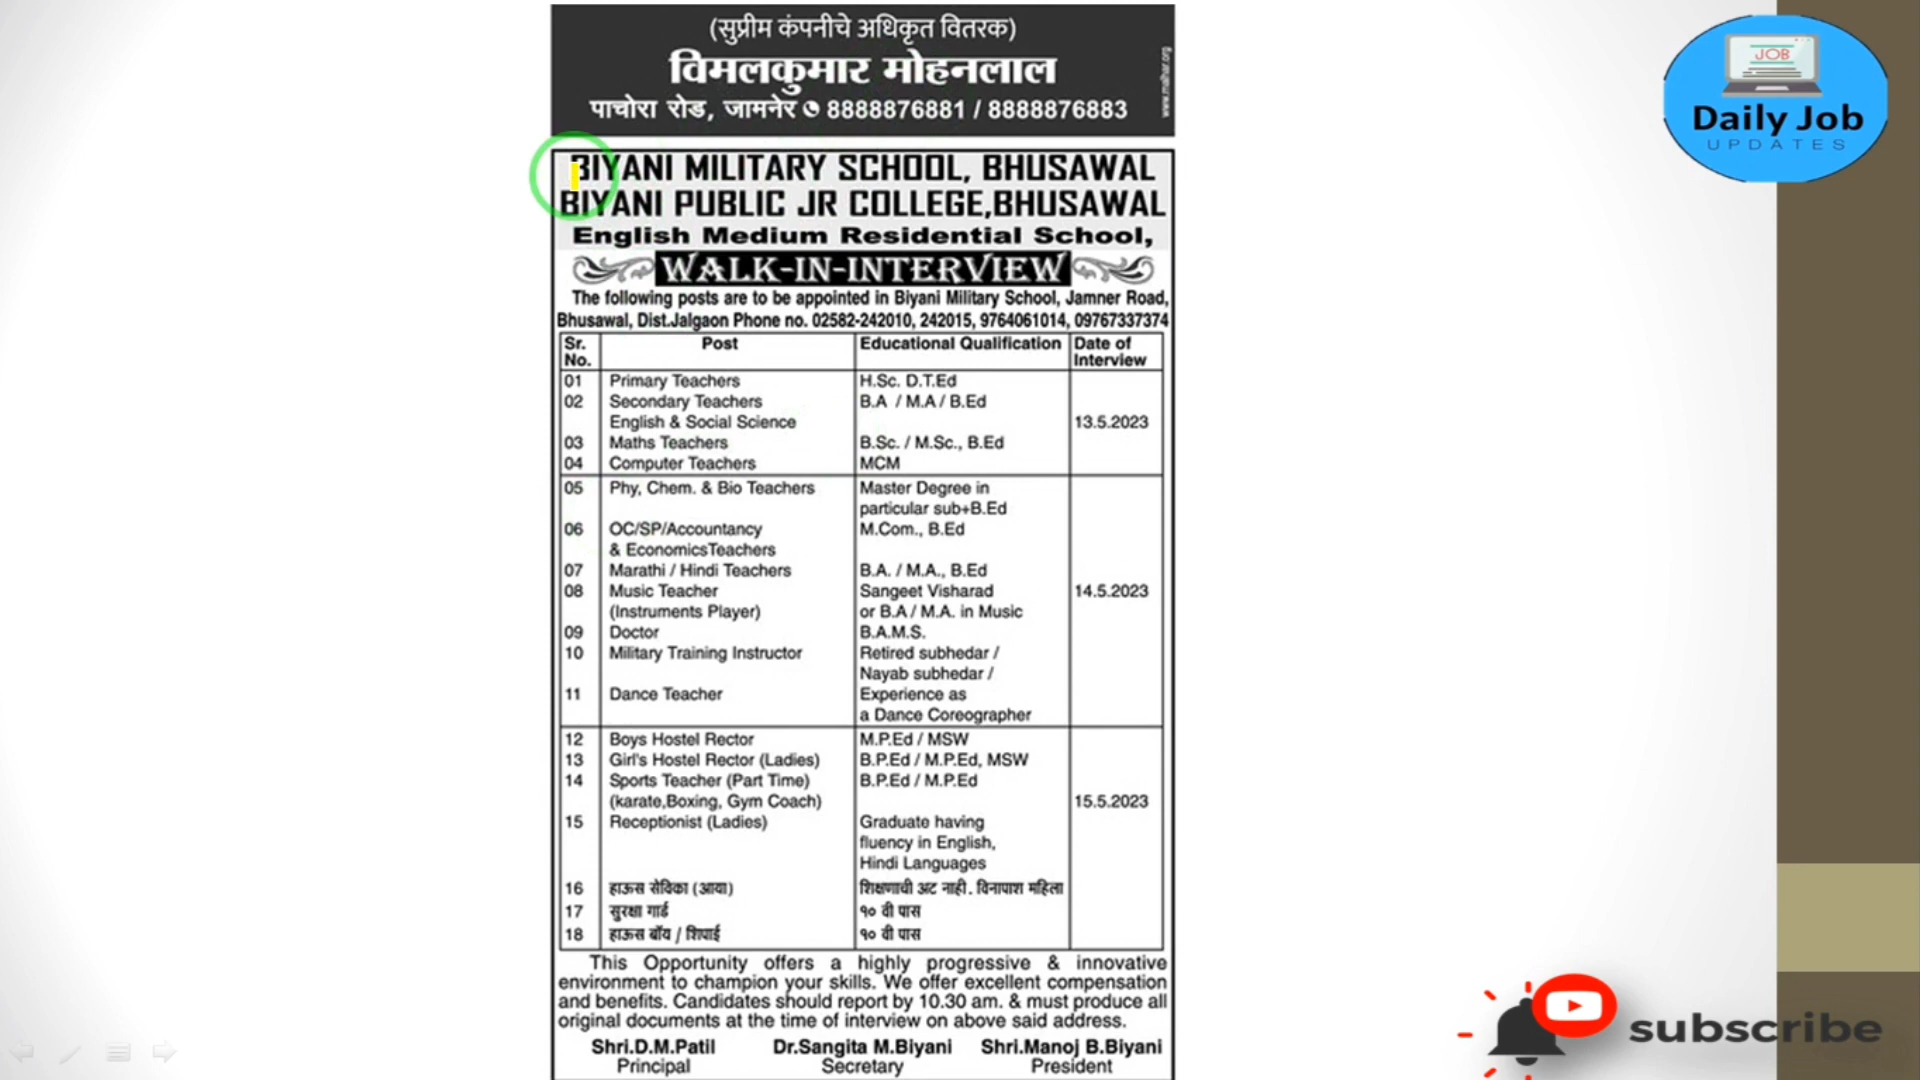 (सुप्रीम कंपनीचे अधिकृत वितरक)
विमलकुमार मोहनलाल
पाचोरा रोड, जामनेर 8888876881 / 8888876883
www.malhar.org
JOB
Daily Job
UPDATES
BIYANI MILITARY SCHOOL, BHUSAWAL
BIYANI PUBLIC JR COLLEGE,BHUSAWAL
English Medium Residential School,
WALK-IN-INTERVIEW
The following posts are to be appointed in Biyani Military School, Jamner Road,
Bhusawal, Dist.Jalgaon Phone no. 02582-242010, 242015, 9764061014, 09767337374
Sr. No. Post Educational Qualification Date of Interview
01 Primary Teachers H.Sc. D.T.Ed
02 Secondary Teachers B.A / M.A / B.Ed
English & Social Science 13.5.2023
03 Maths Teachers B.Sc. / M.Sc., B.Ed
04 Computer Teachers MCM
05 Phy, Chem. & Bio Teachers Master Degree in
particular sub+B.Ed
06 OC/SP/Accountancy M.Com., B.Ed
& EconomicsTeachers
07 Marathi / Hindi Teachers B.A. / M.A., B.Ed
08 Music Teacher Sangeet Visharad 14.5.2023
(Instruments Player) or B.A / M.A. in Music
09 Doctor B.A.M.S.
10 Military Training Instructor Retired subhedar /
Nayab subhedar /
11 Dance Teacher Experience as
a Dance Coreographer
12 Boys Hostel Rector M.P.Ed / MSW
13 Girl's Hostel Rector (Ladies) B.P.Ed / M.P.Ed, MSW
14 Sports Teacher (Part Time) B.P.Ed / M.P.Ed
(karate,Boxing, Gym Coach) 15.5.2023
15 Receptionist (Ladies) Graduate having
fluency in English,
Hindi Languages
16 हाऊस सेविका (आया) शिक्षणाची अट नाही. विनापाश महिला
17 सुरक्षा गार्ड १० वी पास
18 हाऊस बॉय / शिपाई १० वी पास
This Opportunity offers a highly progressive & innovative
environment to champion your skills. We offer excellent compensation
and benefits. Candidates should report by 10.30 am. & must produce all
original documents at the time of interview on above said address.
Shri.D.M.Patil Dr.Sangita M.Biyani Shri.Manoj B.Biyani
Principal Secretary President
subscribe